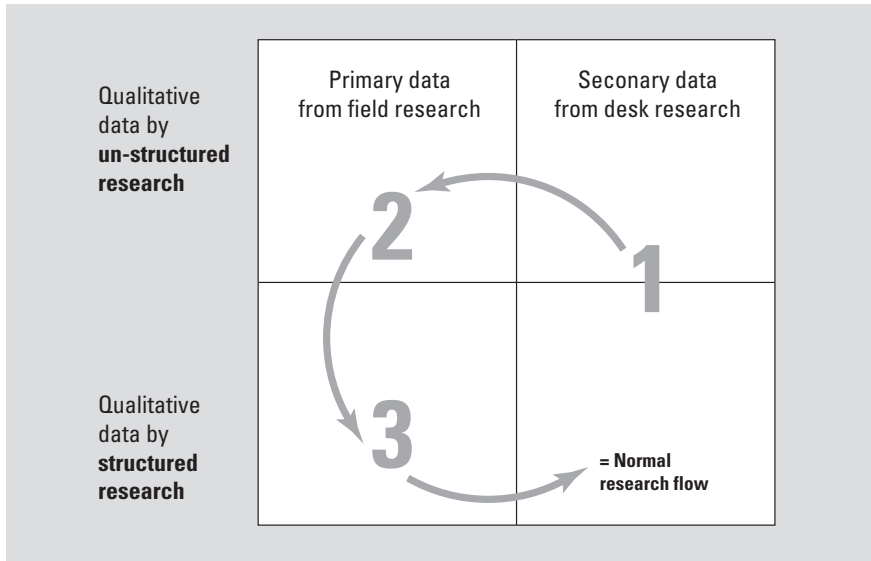 Primary data
from field research
Seconary data
from desk research
Qualitative
data by
un-structured
research
2
1
Qualitative
data by
structured
research
3
= Normal
research flow